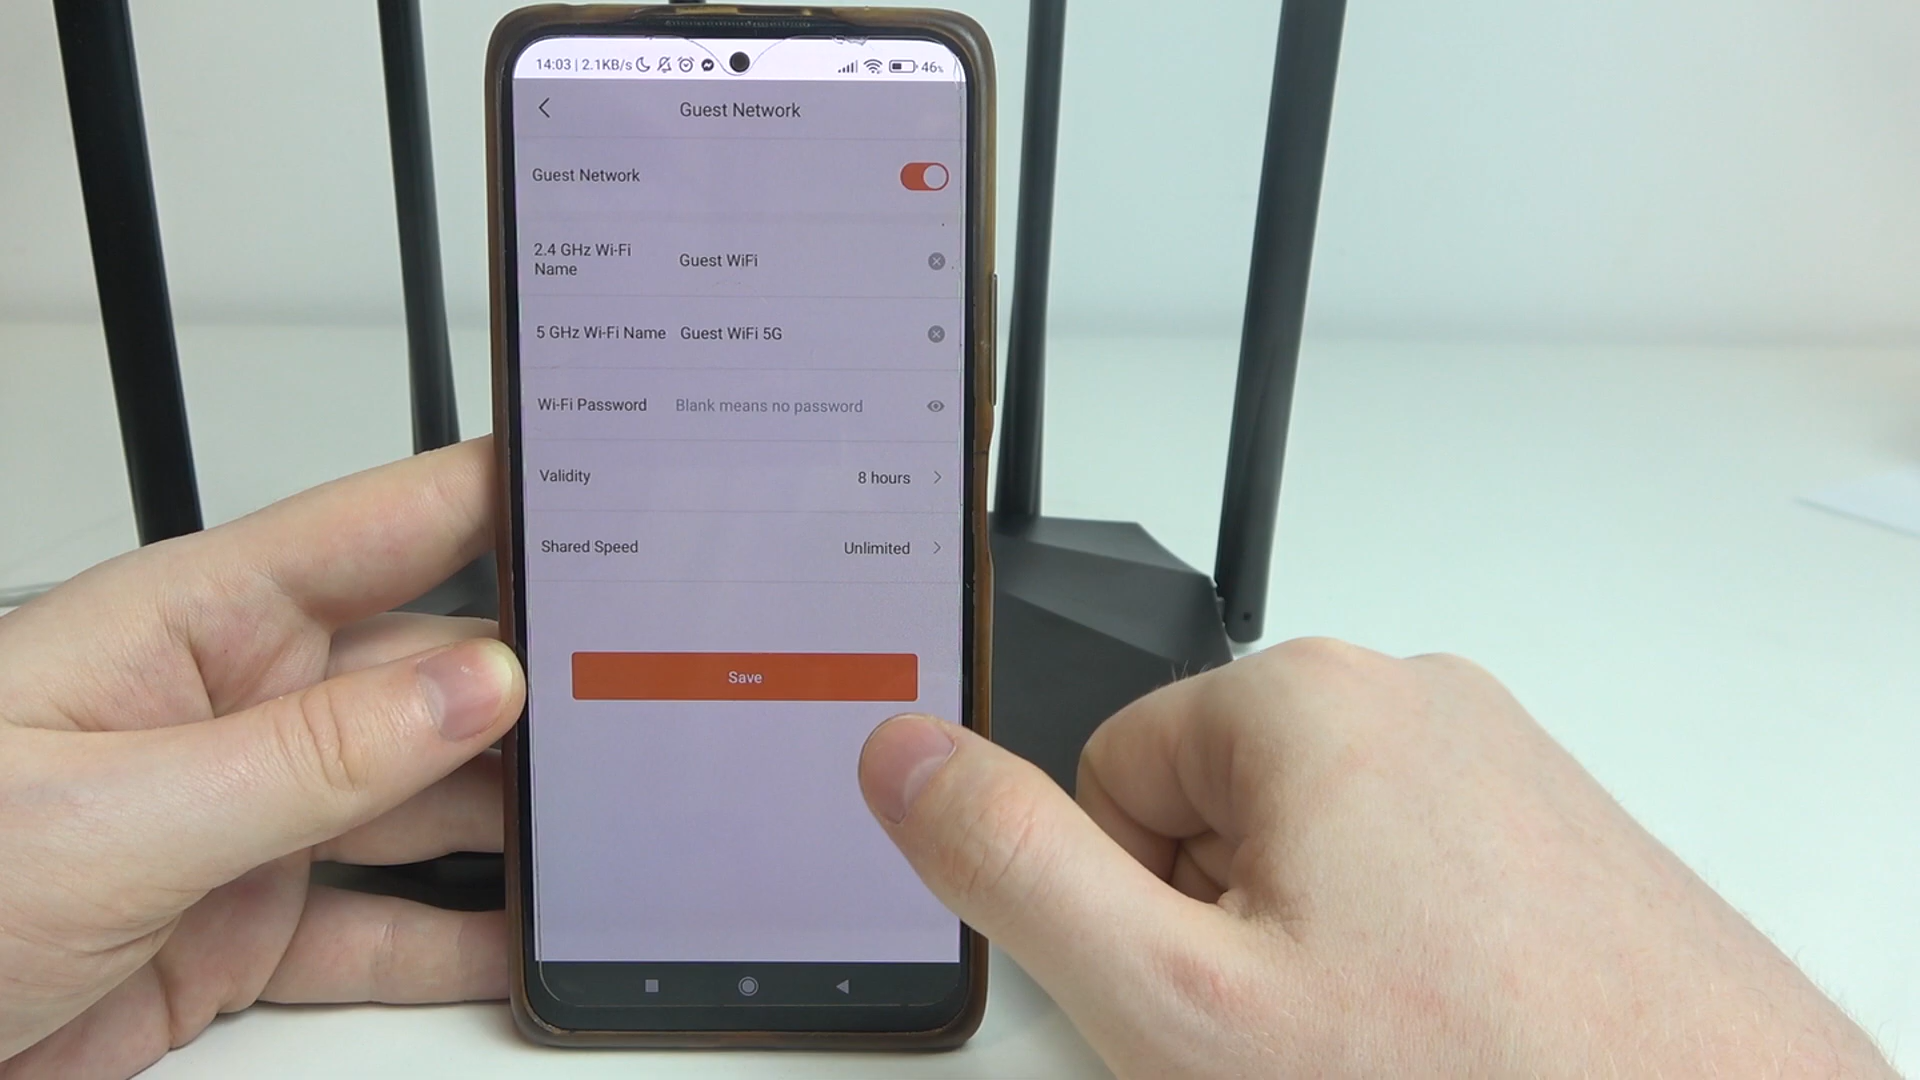 14:03 | 2.1KB/s 46%
Guest Network
Guest Network
2.4 GHz Wi-Fi
Name
Guest WiFi
5 GHz Wi-Fi Name Guest WiFi 5G
Wi-Fi Password Blank means no password
Validity 8 hours
Shared Speed Unlimited
Save